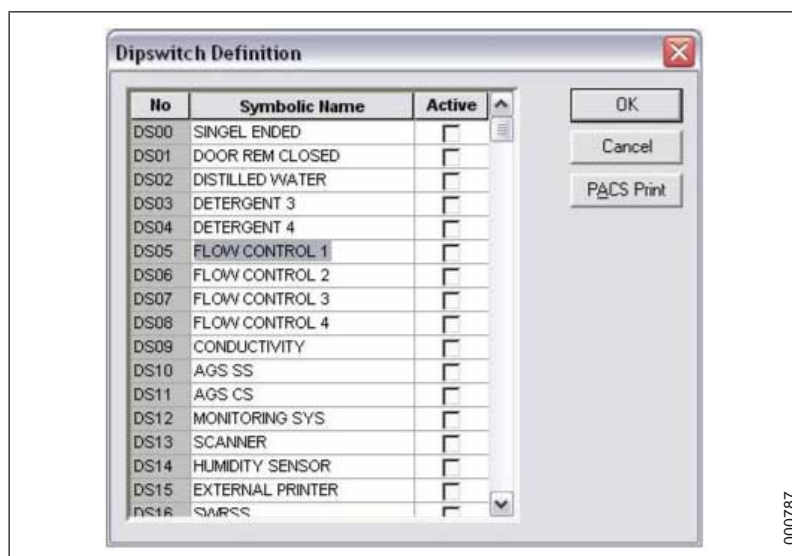 Dipswitch Definition
No Symbolic Name Active
DS00 SINGEL ENDED
DS01 DOOR REM CLOSED
DS02 DISTILLED WATER
DS03 DETERGENT 3
DS04 DETERGENT 4
DS05 FLOW CONTROL 1
DS06 FLOW CONTROL 2
DS07 FLOW CONTROL 3
DS08 FLOW CONTROL 4
DS09 CONDUCTIVITY
DS10 AGS SS
DS11 AGS CS
DS12 MONITORING SYS
DS13 SCANNER
DS14 HUMIDITY SENSOR
DS15 EXTERNAL PRINTER
DS16 SWRSS
OK
Cancel
PACS Print
000787